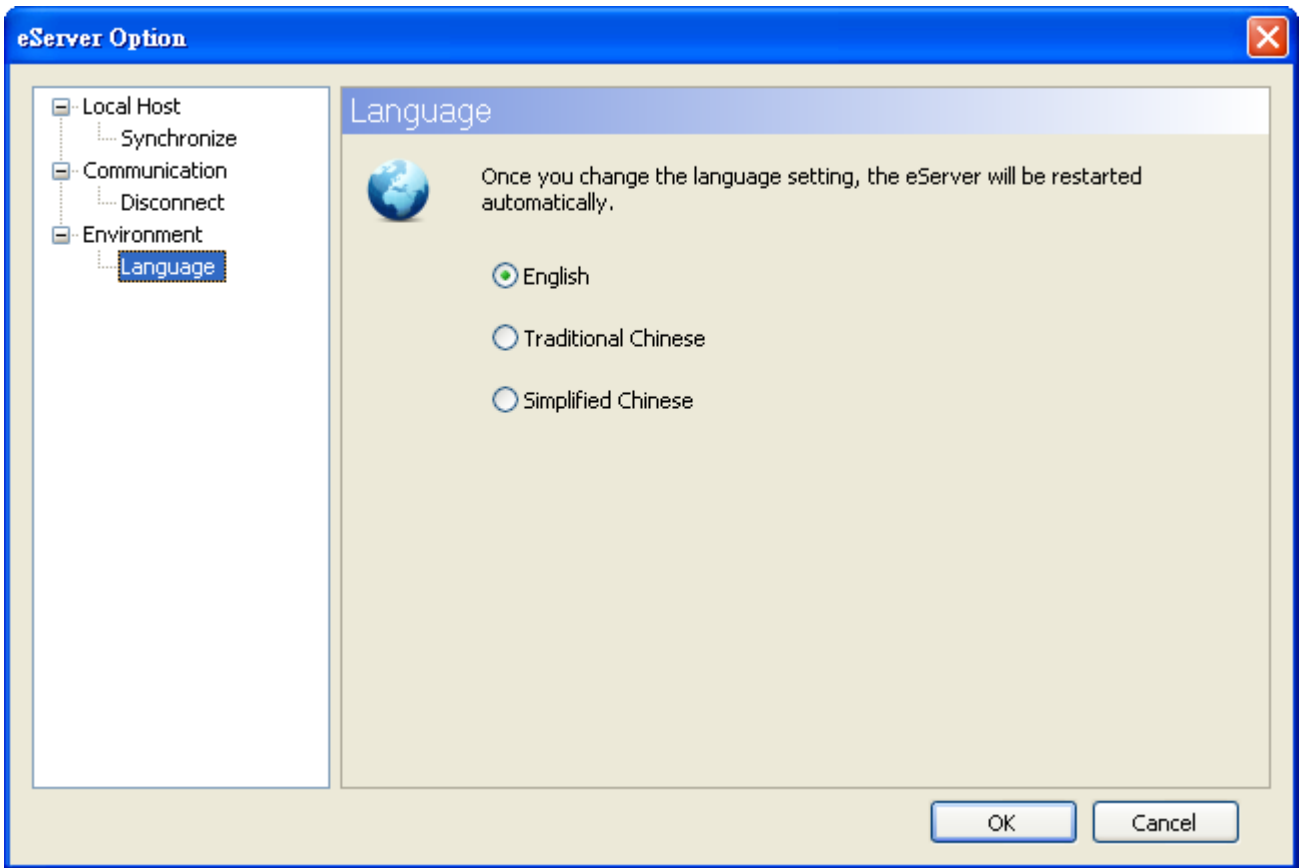 eServer Option
Local Host
Synchronize
Communication
Disconnect
Environment
Language
Language
Once you change the language setting, the eServer will be restarted
automatically.
English
Traditional Chinese
Simplified Chinese
OK
Cancel